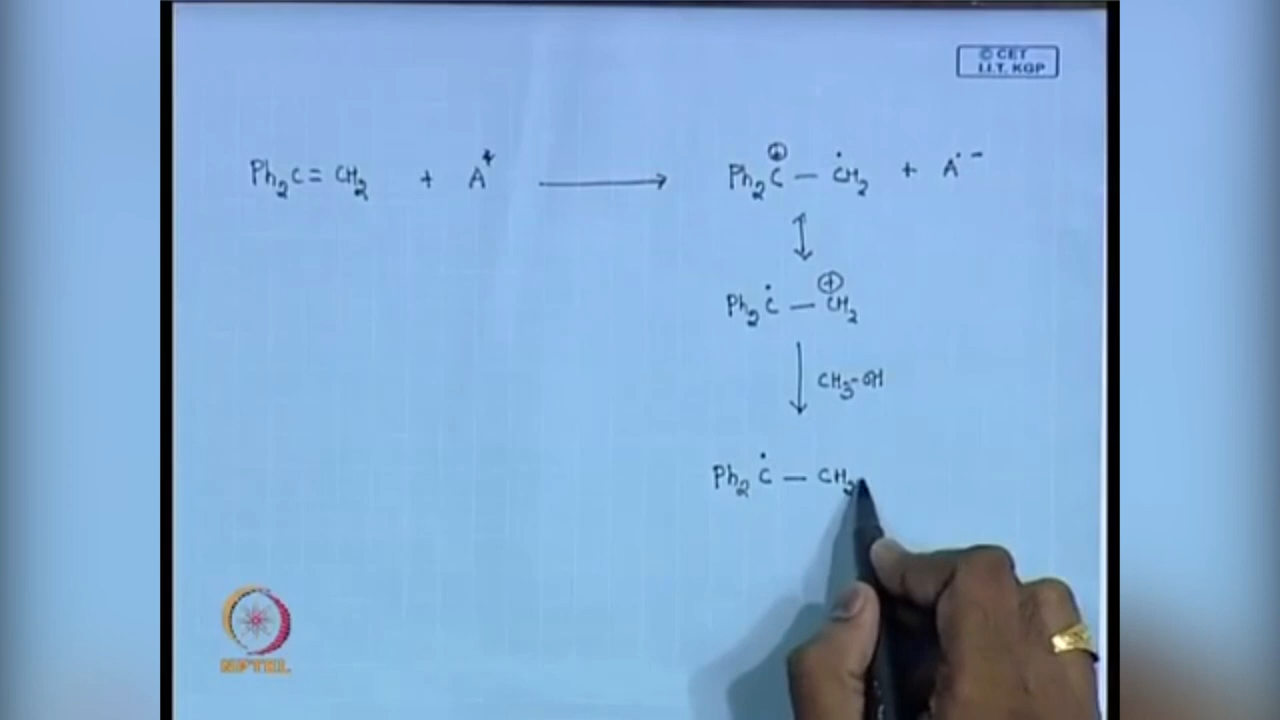 © CET
I.I.T. KGP
Ph₂C = CH₂ + A* ⟶ Ph₂C⊕ — ĊH₂ + A·⁻
↕
Ph₂Ċ — ⊕CH₂
↓ CH₃-OH
Ph₂Ċ — CH₂
NPTEL